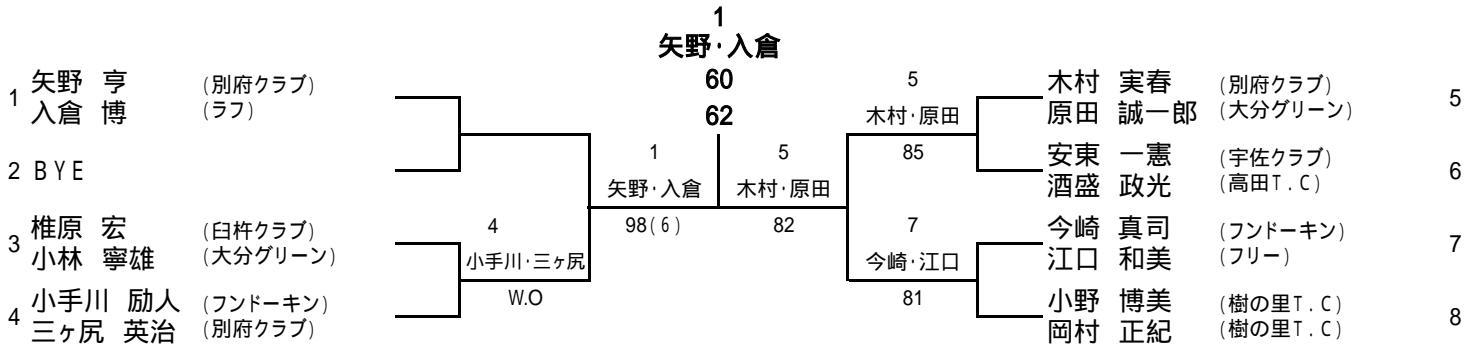 1
矢野･入倉
60
62
1 矢野 亨 (別府クラブ)
入倉 博 (ラフ)
2 BYE
3 椎原 宏 (臼杵クラブ)
小林 寧雄 (大分グリーン)
4 小手川 励人 (フンドーキン)
三ヶ尻 英治 (別府クラブ)
4
小手川･三ヶ尻
W.O
1
矢野･入倉
98(6)
5
木村･原田
82
5
木村･原田
85
7
今崎･江口
81
木村 実春 (別府クラブ) 5
原田 誠一郎 (大分グリーン)
安東 一憲 (宇佐クラブ) 6
酒盛 政光 (高田T.C)
今崎 真司 (フンドーキン) 7
江口 和美 (フリー)
小野 博美 (樹の里T.C) 8
岡村 正紀 (樹の里T.C)